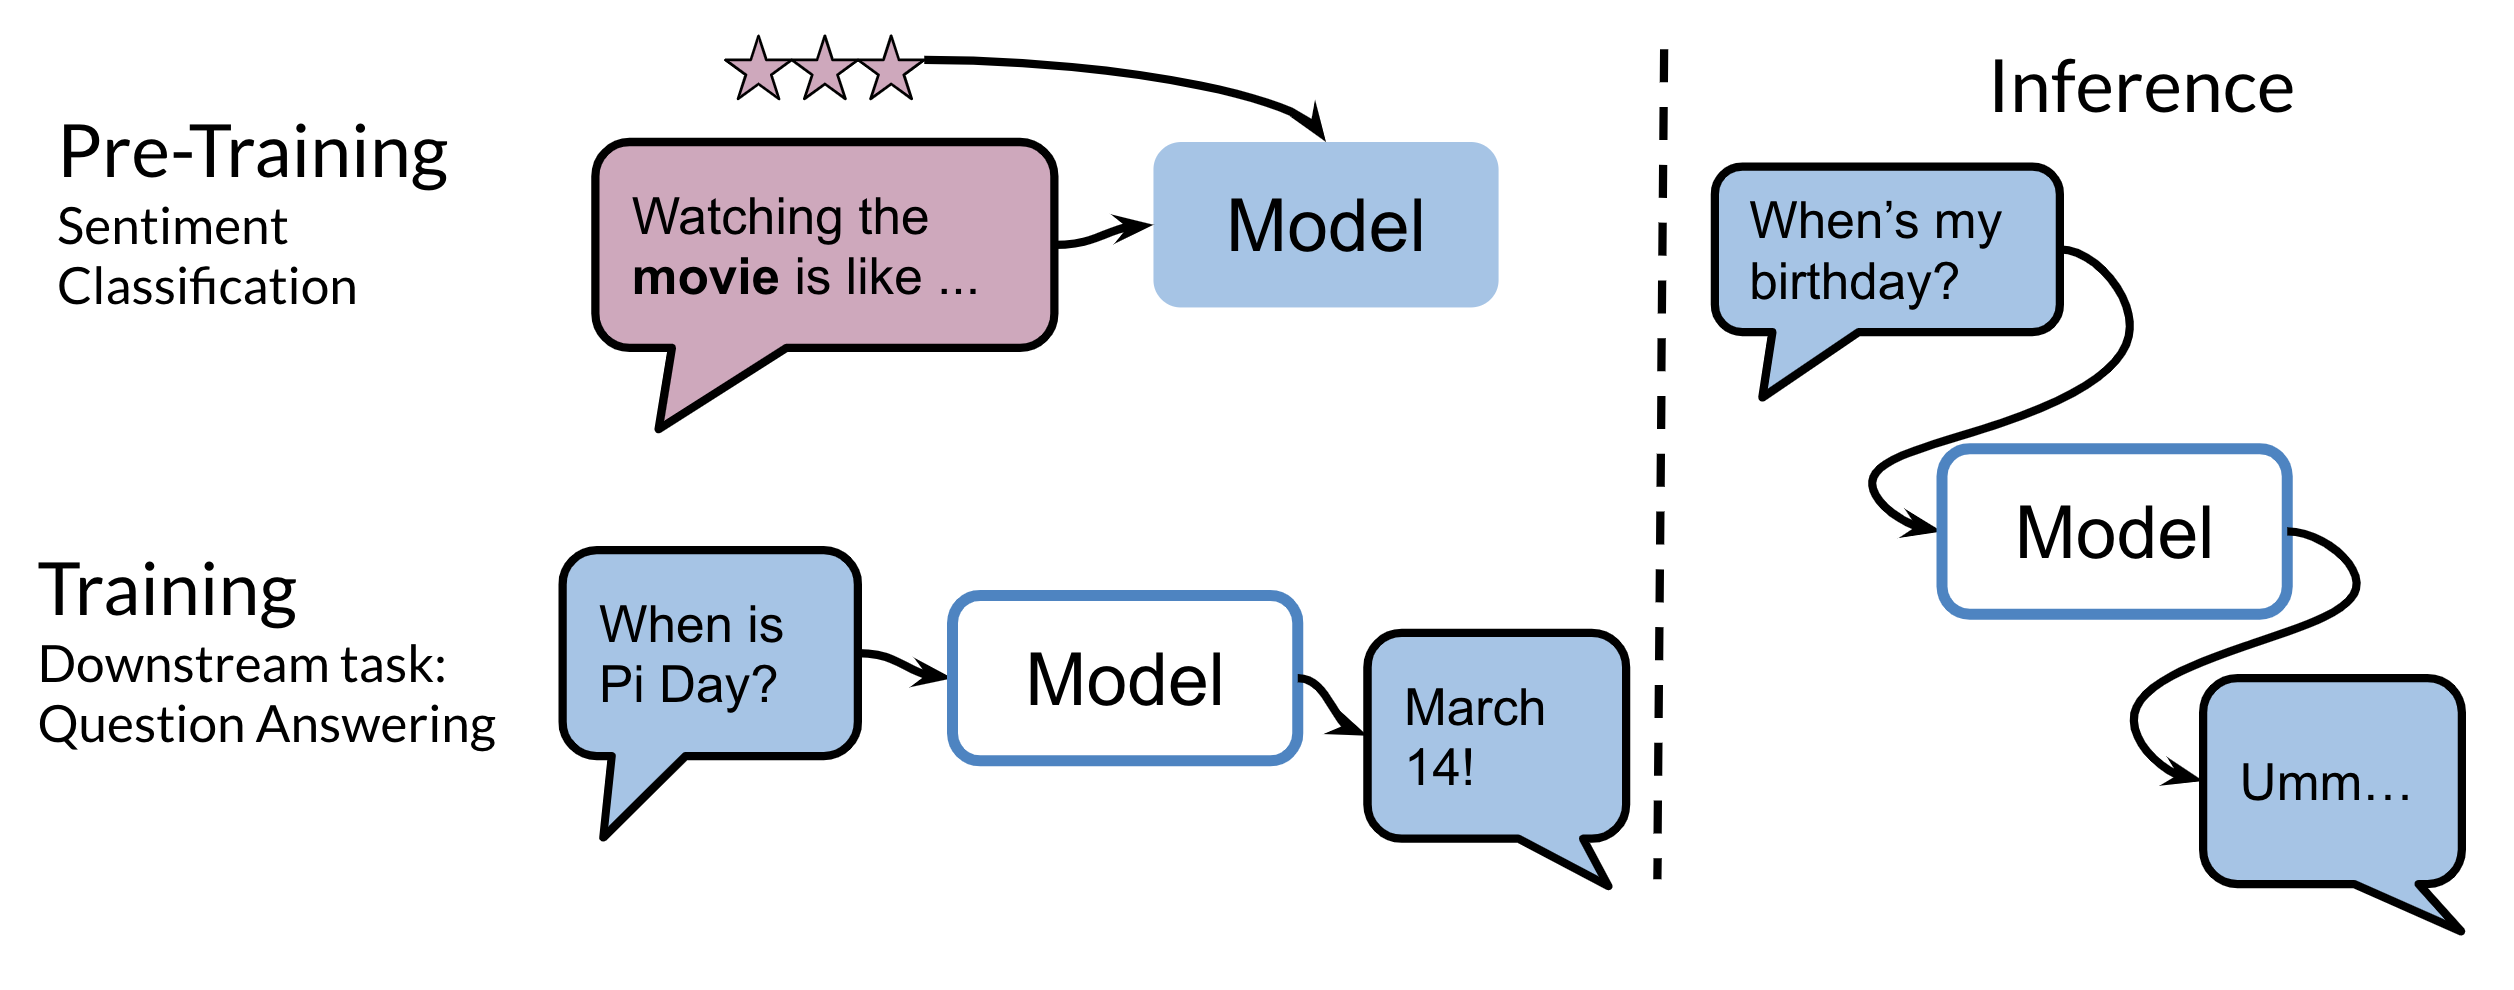 Pre-Training
Sentiment
Classification
Watching the
movie is like ...
Model
Training
Downstream task:
Question Answering
When is
Pi Day?
Model
March
14!
Inference
When’s my
birthday?
Model
Umm…